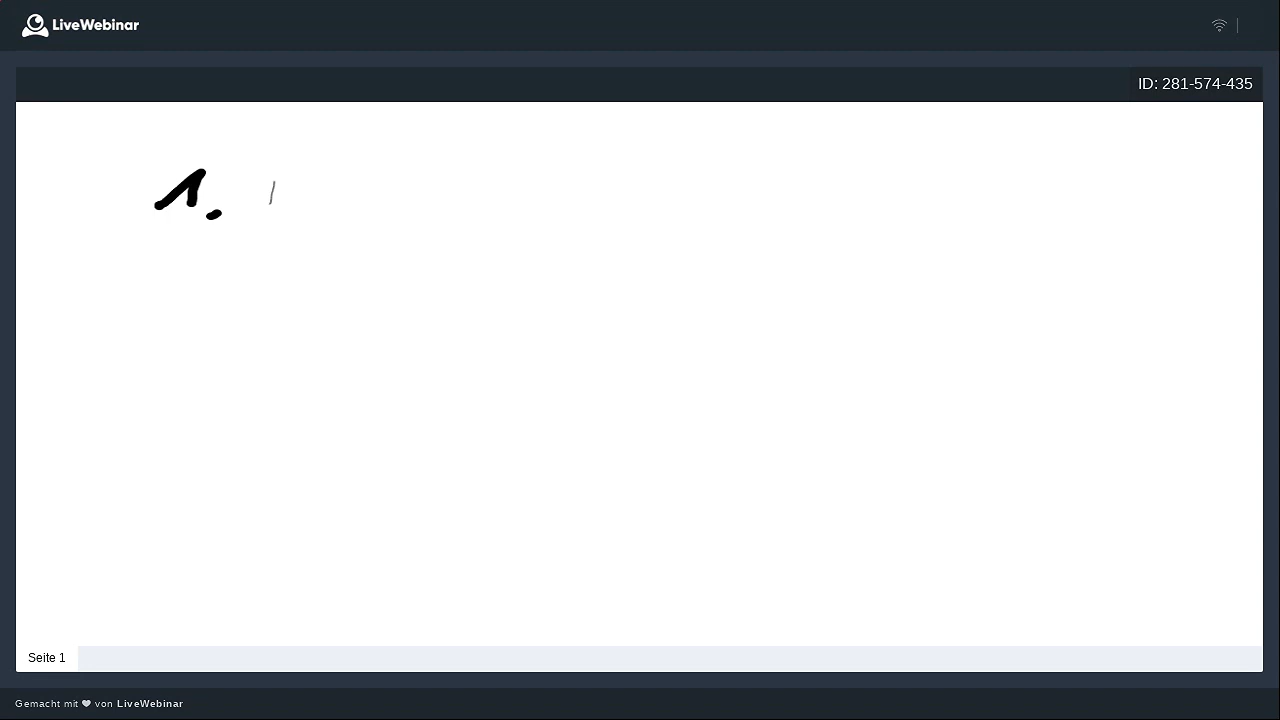 LiveWebinar
ID: 281-574-435
1.
Seite 1
Gemacht mit ❤ von LiveWebinar